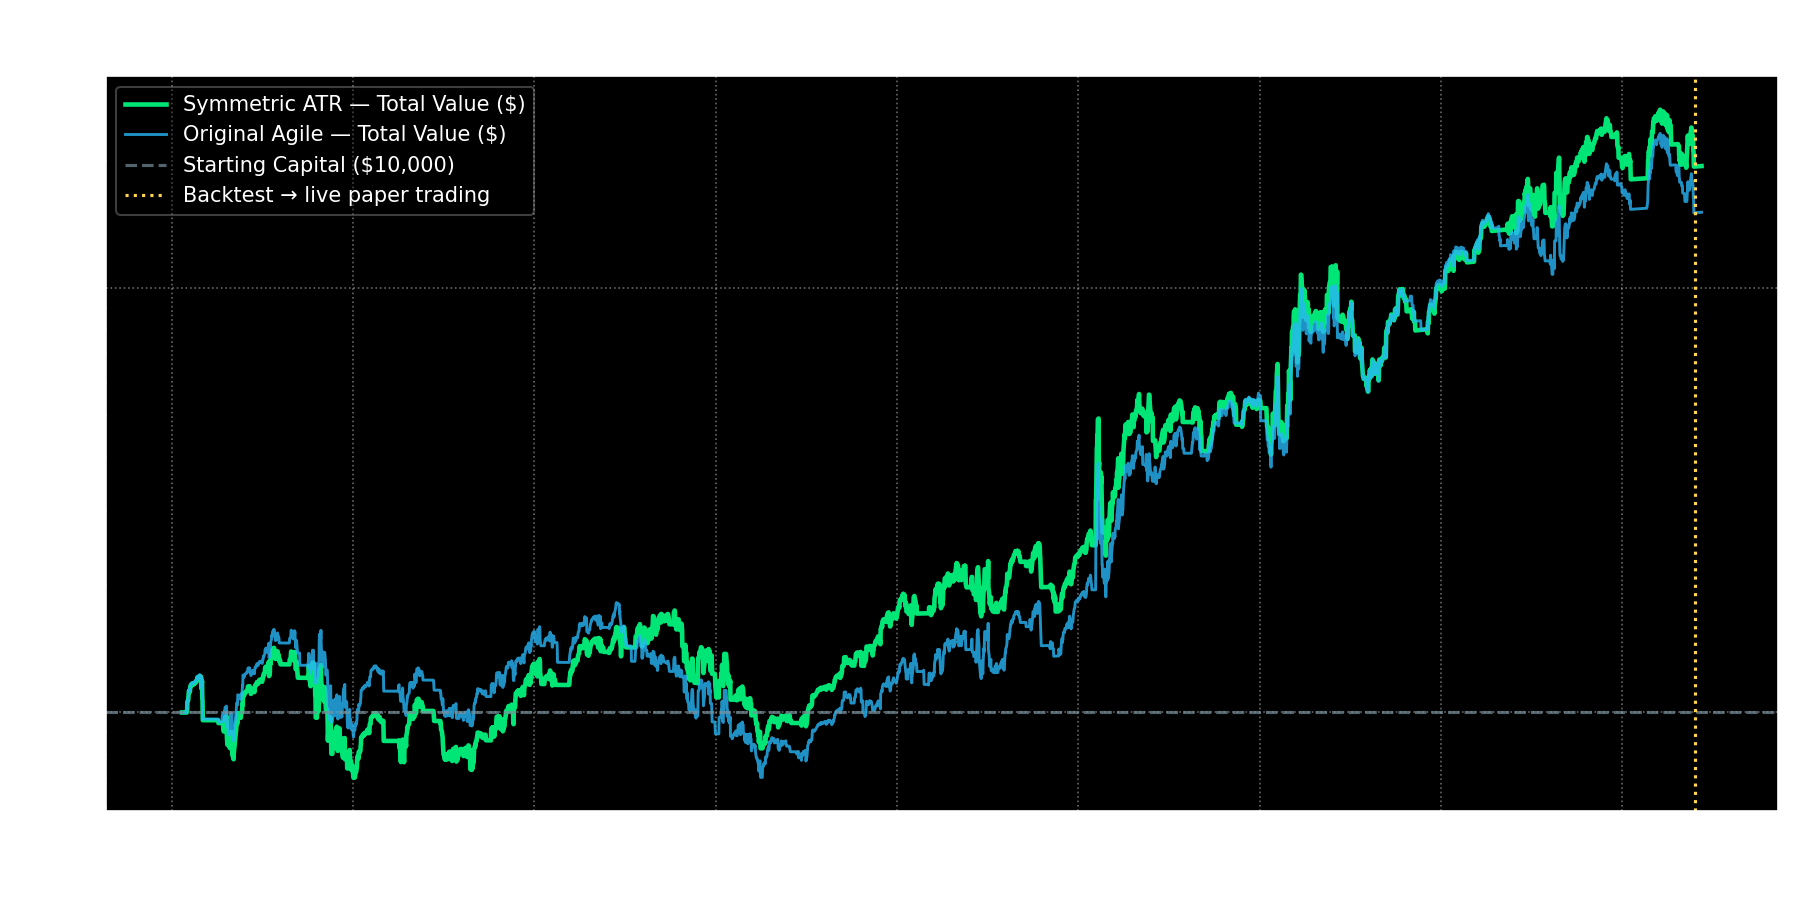 Symmetric ATR — Total Value ($)
Original Agile — Total Value ($)
Starting Capital ($10,000)
Backtest → live paper trading